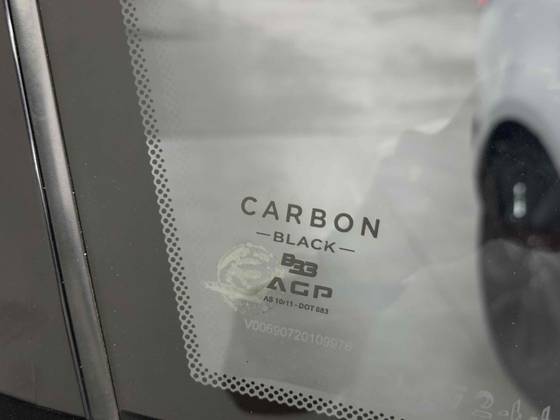 CARBON
—BLACK—
B33
AGP
AS 10/11 - DOT 883
V00690720109976